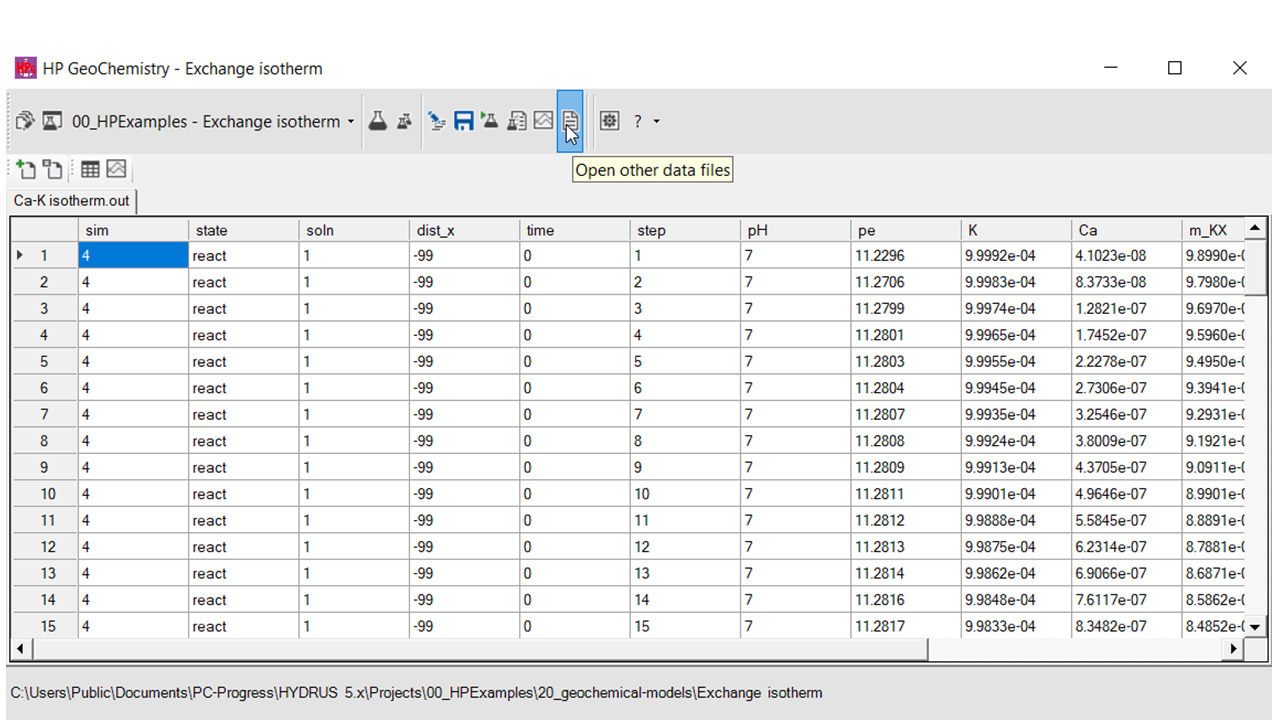 HP GeoChemistry - Exchange isotherm
00_HPExamples - Exchange isotherm
?
Open other data files
Ca-K isotherm.out
sim state soln dist_x time step pH pe K Ca m_KX
1 4 react 1 -99 0 1 7 11.2296 9.9992e-04 4.1023e-08 9.8990e-0
2 4 react 1 -99 0 2 7 11.2706 9.9983e-04 8.3733e-08 9.7980e-0
3 4 react 1 -99 0 3 7 11.2799 9.9974e-04 1.2821e-07 9.6970e-0
4 4 react 1 -99 0 4 7 11.2801 9.9965e-04 1.7452e-07 9.5960e-0
5 4 react 1 -99 0 5 7 11.2803 9.9955e-04 2.2278e-07 9.4950e-0
6 4 react 1 -99 0 6 7 11.2804 9.9945e-04 2.7306e-07 9.3941e-0
7 4 react 1 -99 0 7 7 11.2807 9.9935e-04 3.2546e-07 9.2931e-0
8 4 react 1 -99 0 8 7 11.2808 9.9924e-04 3.8009e-07 9.1921e-0
9 4 react 1 -99 0 9 7 11.2809 9.9913e-04 4.3705e-07 9.0911e-0
10 4 react 1 -99 0 10 7 11.2811 9.9901e-04 4.9646e-07 8.9901e-0
11 4 react 1 -99 0 11 7 11.2812 9.9888e-04 5.5845e-07 8.8891e-0
12 4 react 1 -99 0 12 7 11.2813 9.9875e-04 6.2314e-07 8.7881e-0
13 4 react 1 -99 0 13 7 11.2814 9.9862e-04 6.9066e-07 8.6871e-0
14 4 react 1 -99 0 14 7 11.2816 9.9848e-04 7.6117e-07 8.5862e-0
15 4 react 1 -99 0 15 7 11.2817 9.9833e-04 8.3482e-07 8.4852e-0
C:\Users\Public\Documents\PC-Progress\HYDRUS 5.x\Projects\00_HPExamples\20_geochemical-models\Exchange isotherm